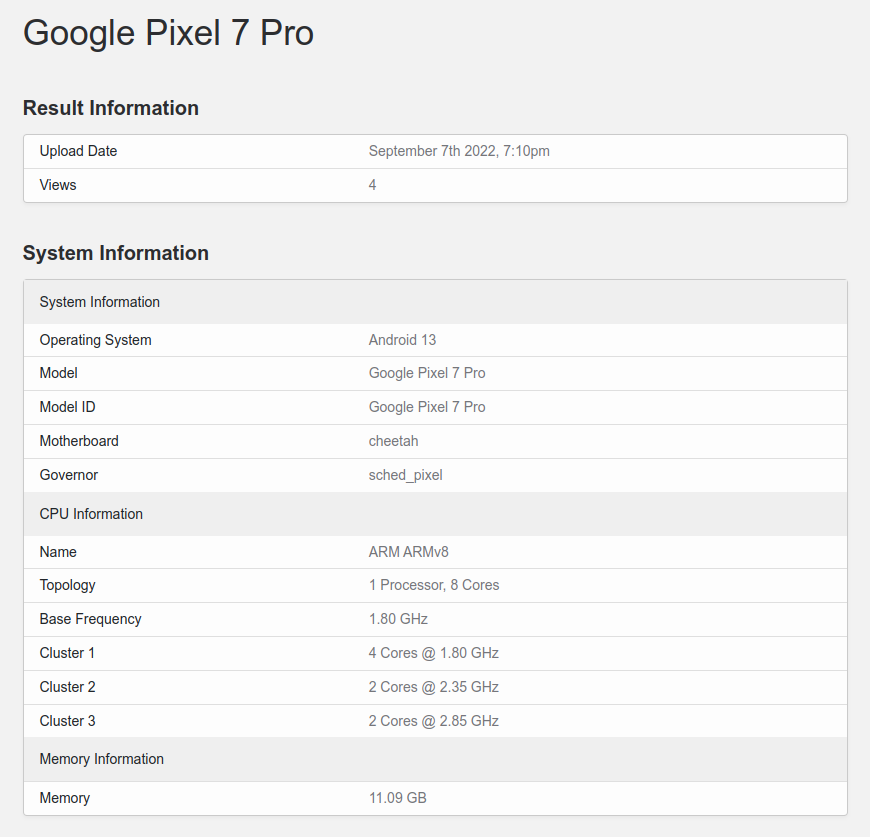 Google Pixel 7 Pro
Result Information
Upload Date September 7th 2022, 7:10pm
Views 4
System Information
System Information
Operating System Android 13
Model Google Pixel 7 Pro
Model ID Google Pixel 7 Pro
Motherboard cheetah
Governor sched_pixel
CPU Information
Name ARM ARMv8
Topology 1 Processor, 8 Cores
Base Frequency 1.80 GHz
Cluster 1 4 Cores @ 1.80 GHz
Cluster 2 2 Cores @ 2.35 GHz
Cluster 3 2 Cores @ 2.85 GHz
Memory Information
Memory 11.09 GB